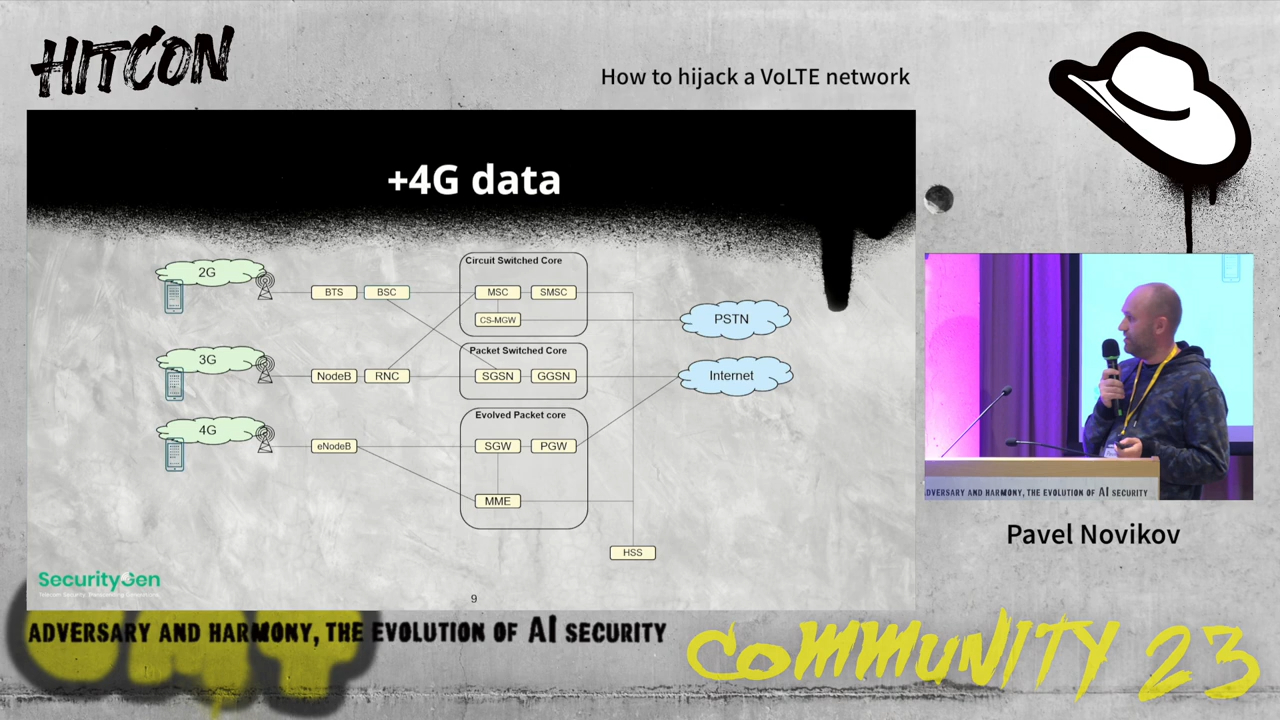 HITCON
How to hijack a VoLTE network
+4G data
2G
BTS
BSC
Circuit Switched Core
MSC
SMSC
CS-MGW
PSTN
3G
NodeB
RNC
Packet Switched Core
SGSN
GGSN
Internet
4G
eNodeB
Evolved Packet core
SGW
PGW
MME
HSS
SecurityGen
9
ADVERSARY AND HARMONY, THE EVOLUTION OF AI SECURITY
Pavel Novikov
ADVERSARY AND HARMONY, THE EVOLUTION OF AI SECURITY
COMMUNITY 23